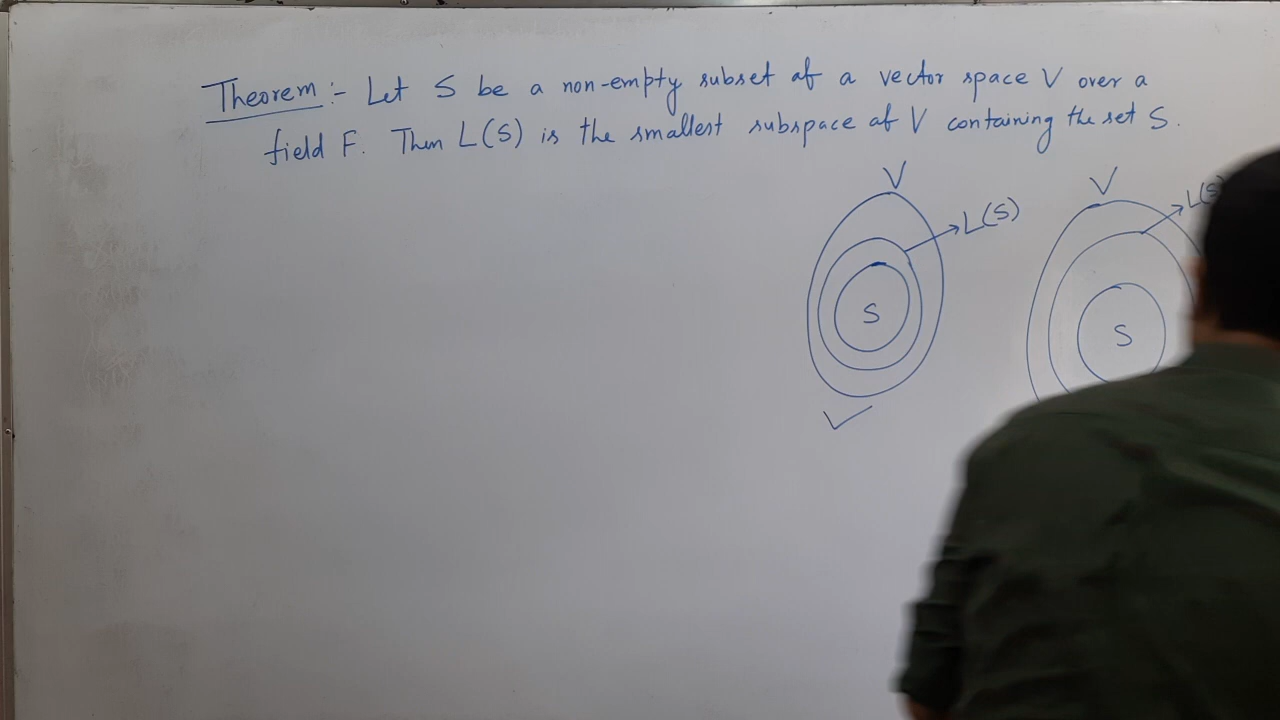 Theorem :- Let S be a non-empty subset of a vector space V over a
field F. Then L(S) is the smallest subspace of V containing the set S.
V
L(S)
S
V
L(S)
S